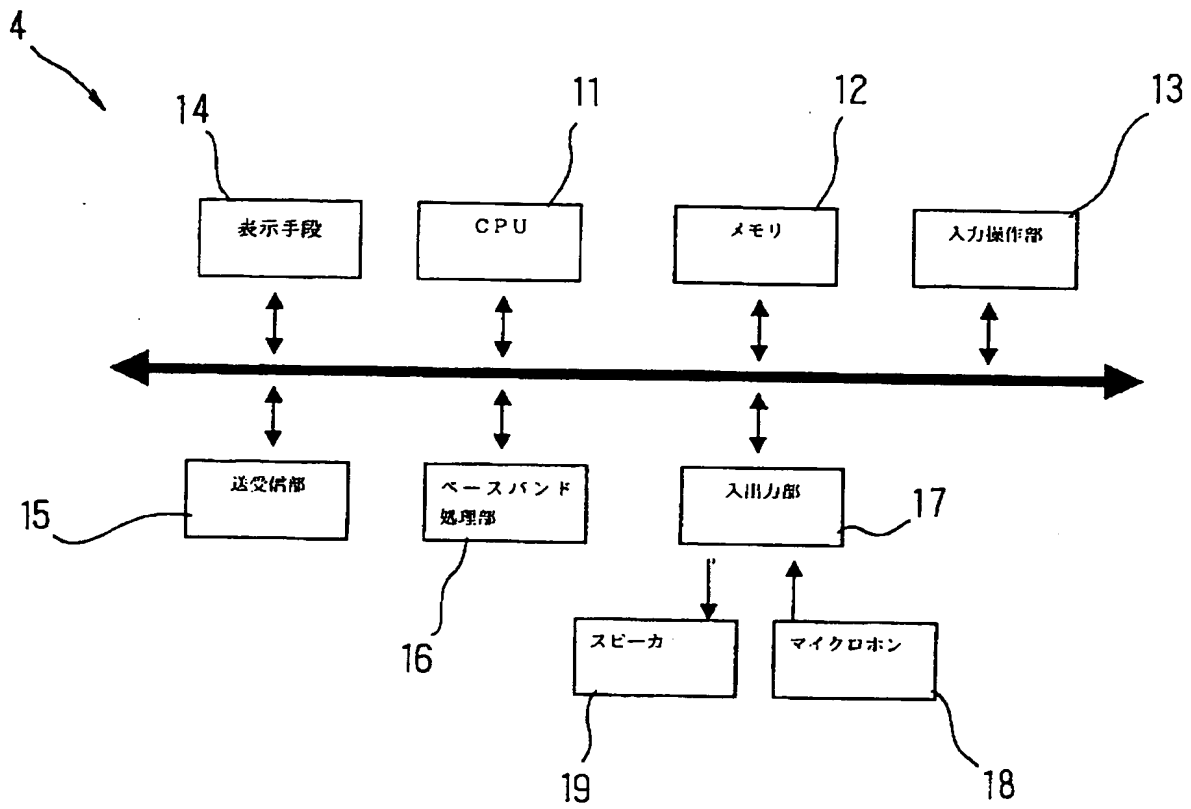 4
14
11
12
13
表示手段
CPU
メモリ
入力操作部
送受信部
ベースバンド
処理部
入出力部
15
17
16
スピーカ
マイクロホン
19
18